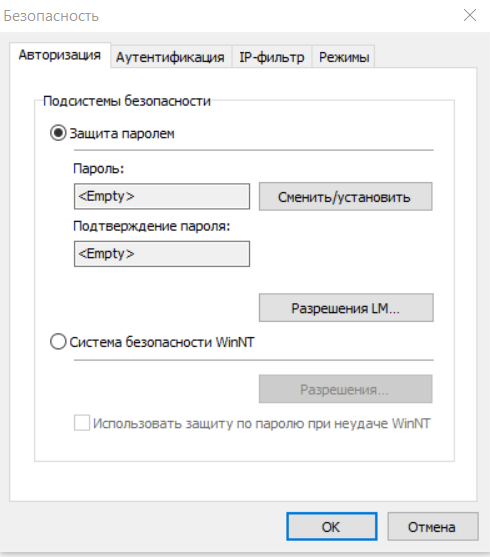 Безопасность
Авторизация Аутентификация IP-фильтр Режимы
Подсистемы безопасности
Защита паролем
Пароль:
<Empty> Сменить/установить
Подтверждение пароля:
<Empty>
Разрешения LM...
Система безопасности WinNT
Разрешения...
Использовать защиту по паролю при неудаче WinNT
OK Отмена